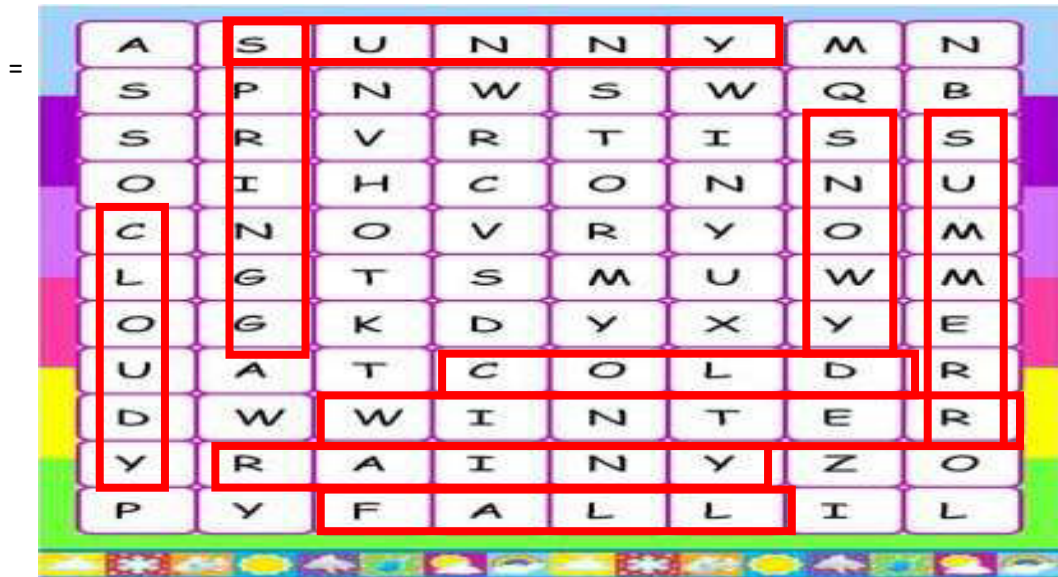 =
A S U N N Y M N
S P N W S W Q B
S R V R T I S S
O I H C O N N U
C N O V R Y O M
L G T S M U W M
O G K D Y X Y E
U A T C O L D R
D W W I N T E R
Y R A I N Y Z O
P Y F A L L I L